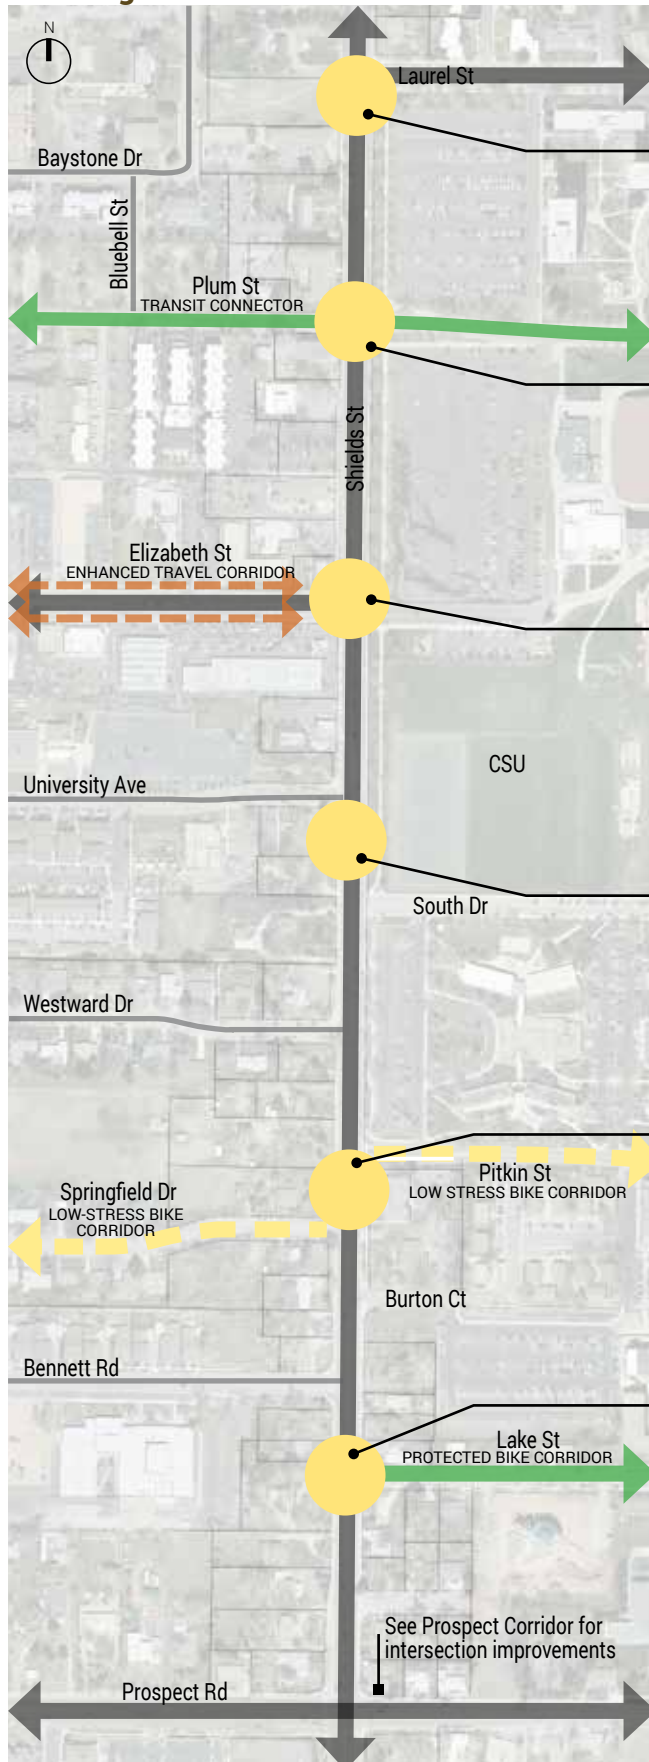 N
Laurel St
Baystone Dr
Bluebell St
Plum St
TRANSIT CONNECTOR
Shields St
Elizabeth St
ENHANCED TRAVEL CORRIDOR
CSU
University Ave
South Dr
Westward Dr
Pitkin St
LOW STRESS BIKE CORRIDOR
Springfield Dr
LOW-STRESS BIKE
CORRIDOR
Burton Ct
Bennett Rd
Lake St
PROTECTED BIKE CORRIDOR
See Prospect Corridor for
intersection improvements
Prospect Rd